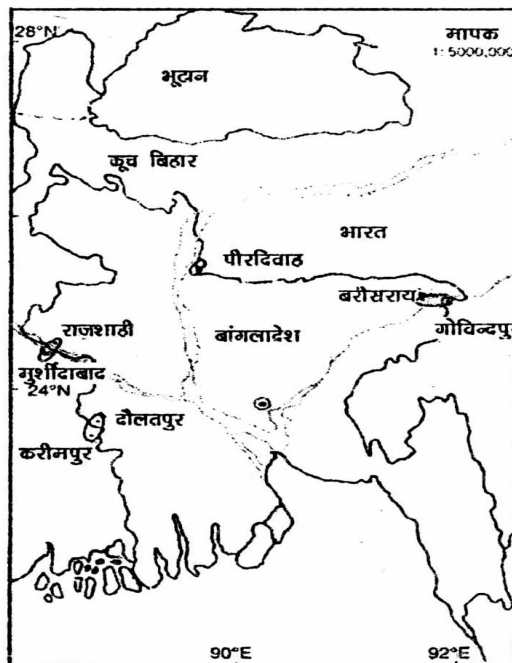 28°N
मापक
1: 5000,000
भूटान
कूच बिहार
भारत
पीरदिवाह
बरीसराय
गोविन्दपुर
राजशाही
बांगलादेश
मुर्शीदाबाद
24°N
दौलतपुर
करीमपुर
90°E
92°E